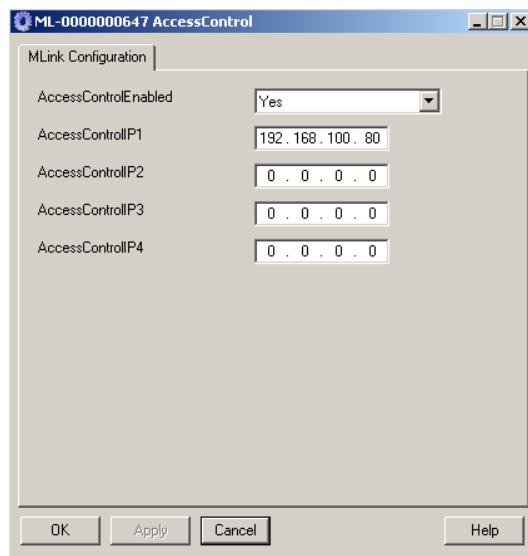 ML-0000000647 AccessControl
MLink Configuration
AccessControlEnabled Yes
AccessControlIP1 192 . 168 . 100 . 80
AccessControlIP2 0 . 0 . 0 . 0
AccessControlIP3 0 . 0 . 0 . 0
AccessControlIP4 0 . 0 . 0 . 0
OK Apply Cancel Help